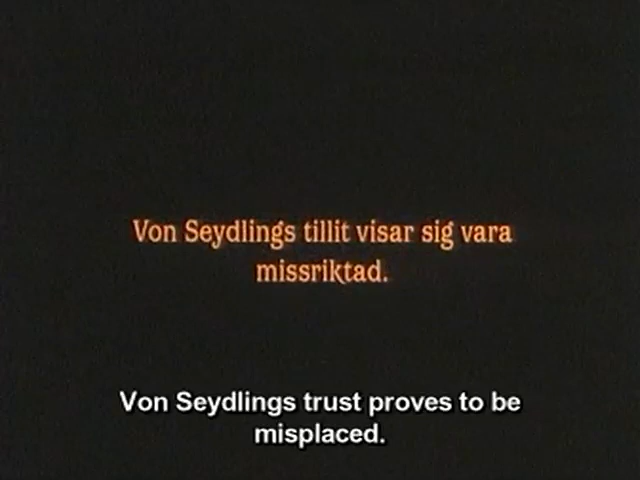 Von Seydlings tillit visar sig vara
missriktad.
Von Seydlings trust proves to be
misplaced.